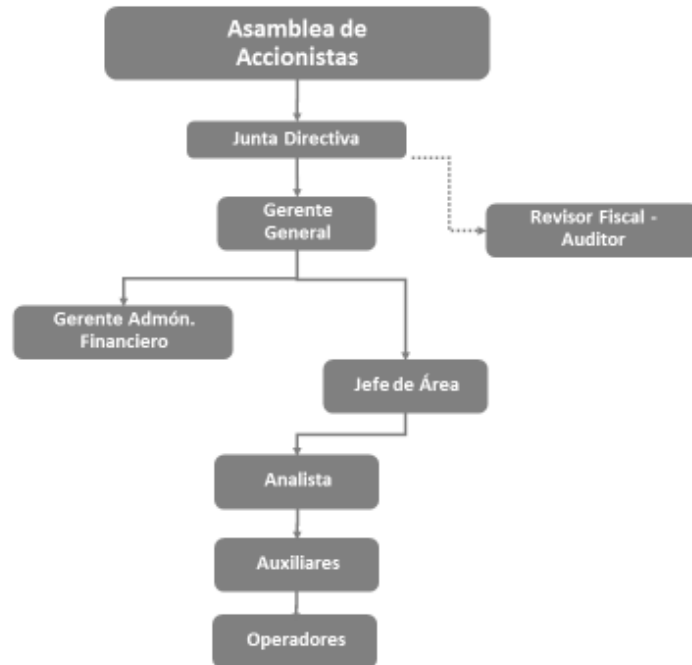 Asamblea de
Accionistas
Junta Directiva
Gerente
General
Revisor Fiscal -
Auditor
Gerente Admón.
Financiero
Jefe de Área
Analista
Auxiliares
Operadores